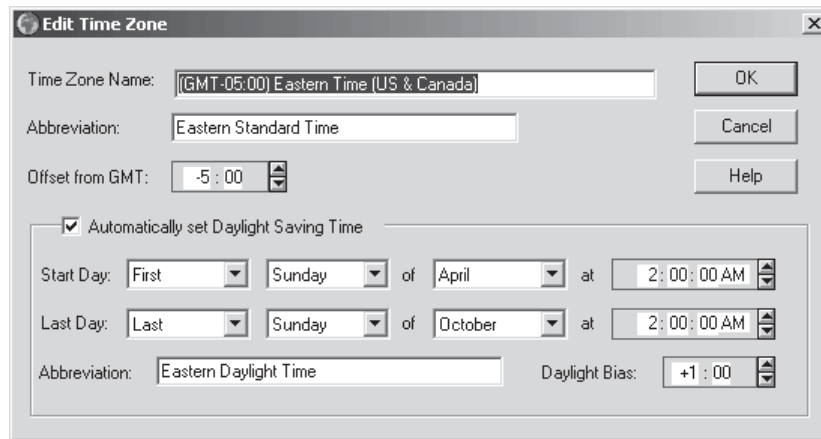 Edit Time Zone
Time Zone Name: (GMT-05:00) Eastern Time (US & Canada) OK
Abbreviation: Eastern Standard Time Cancel
Offset from GMT: -5 : 00 Help
Automatically set Daylight Saving Time
Start Day: First Sunday of April at 2: 00: 00 AM
Last Day: Last Sunday of October at 2: 00: 00 AM
Abbreviation: Eastern Daylight Time Daylight Bias: +1 : 00